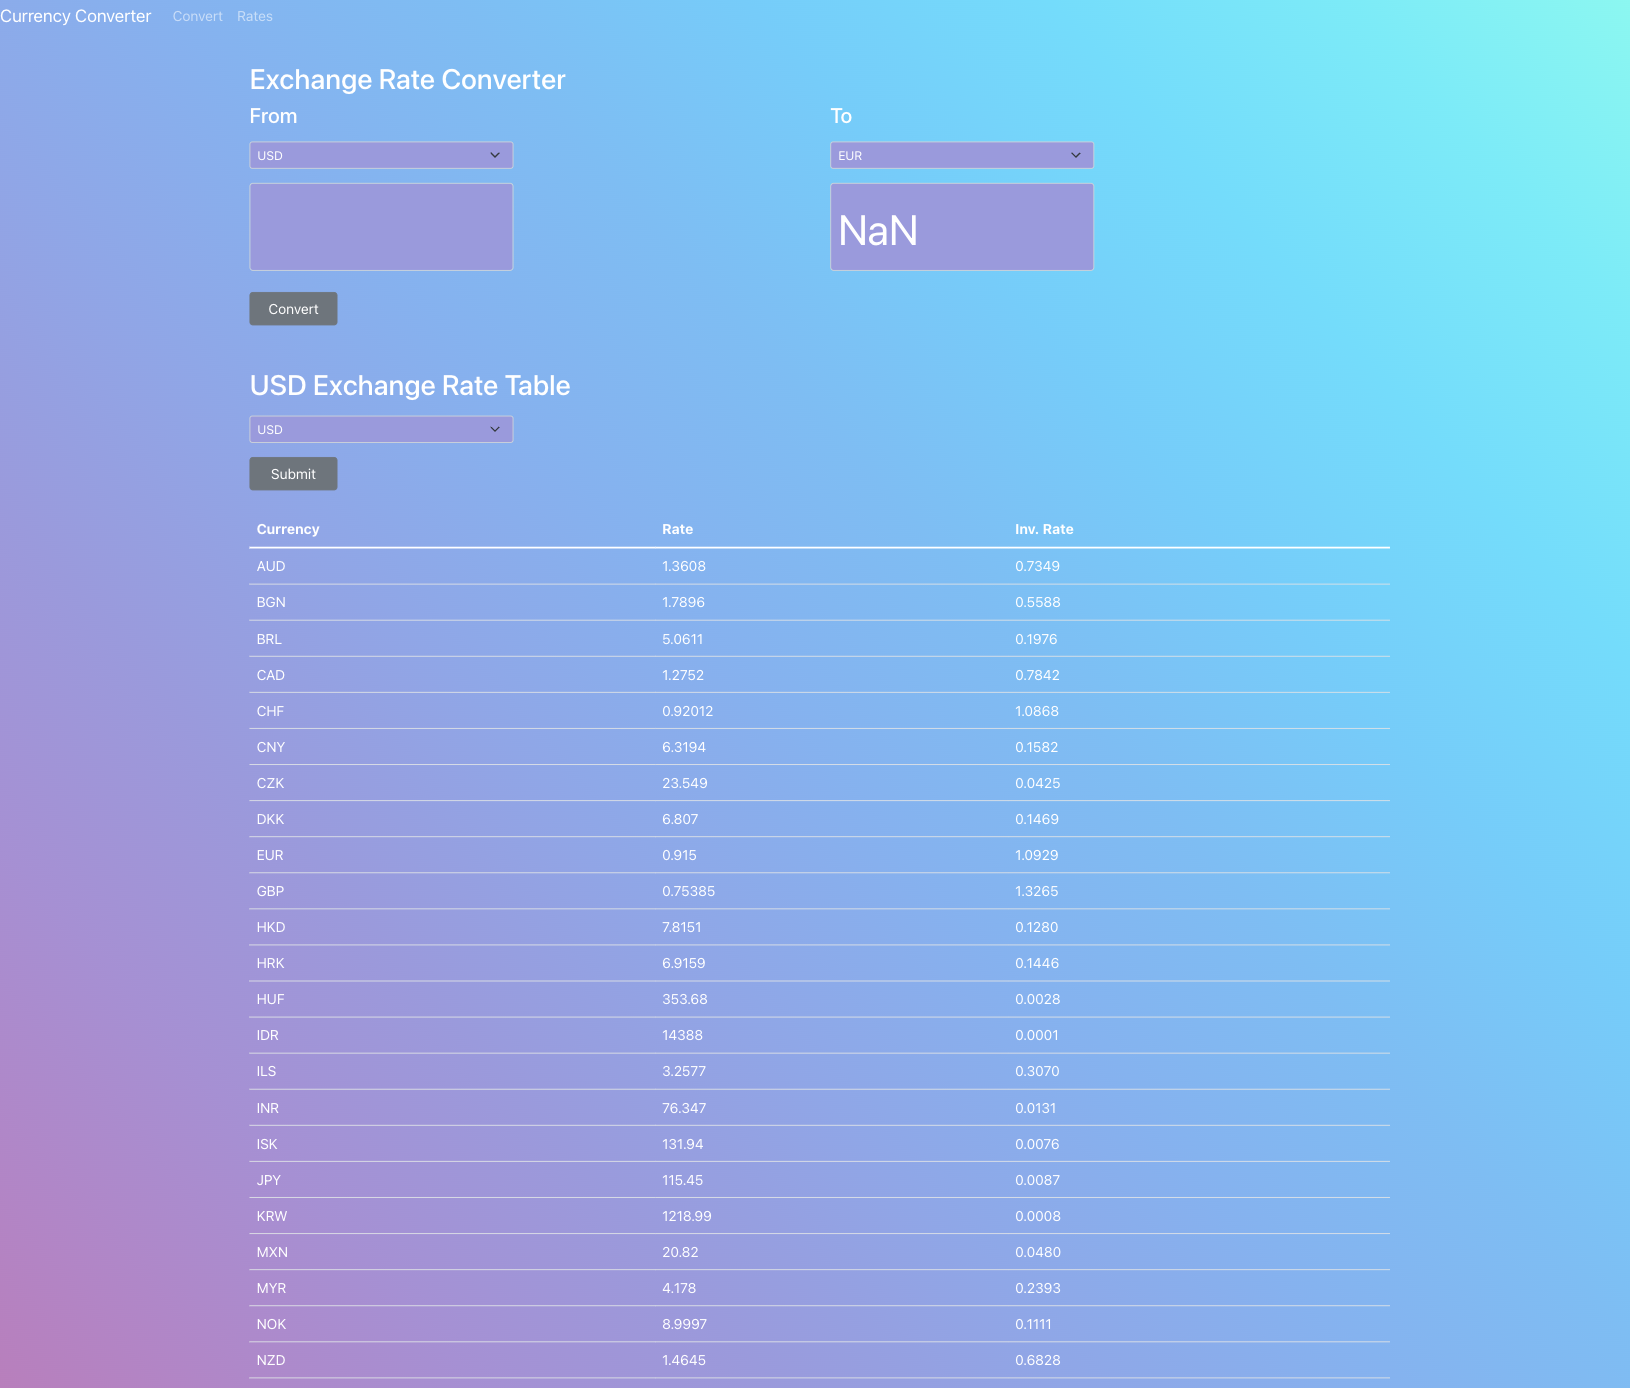 Currency Converter Convert Rates
Exchange Rate Converter
From To
USD EUR
NaN
Convert
USD Exchange Rate Table
USD
Submit
Currency Rate Inv. Rate
AUD 1.3608 0.7349
BGN 1.7896 0.5588
BRL 5.0611 0.1976
CAD 1.2752 0.7842
CHF 0.92012 1.0868
CNY 6.3194 0.1582
CZK 23.549 0.0425
DKK 6.807 0.1469
EUR 0.915 1.0929
GBP 0.75385 1.3265
HKD 7.8151 0.1280
HRK 6.9159 0.1446
HUF 353.68 0.0028
IDR 14388 0.0001
ILS 3.2577 0.3070
INR 76.347 0.0131
ISK 131.94 0.0076
JPY 115.45 0.0087
KRW 1218.99 0.0008
MXN 20.82 0.0480
MYR 4.178 0.2393
NOK 8.9997 0.1111
NZD 1.4645 0.6828